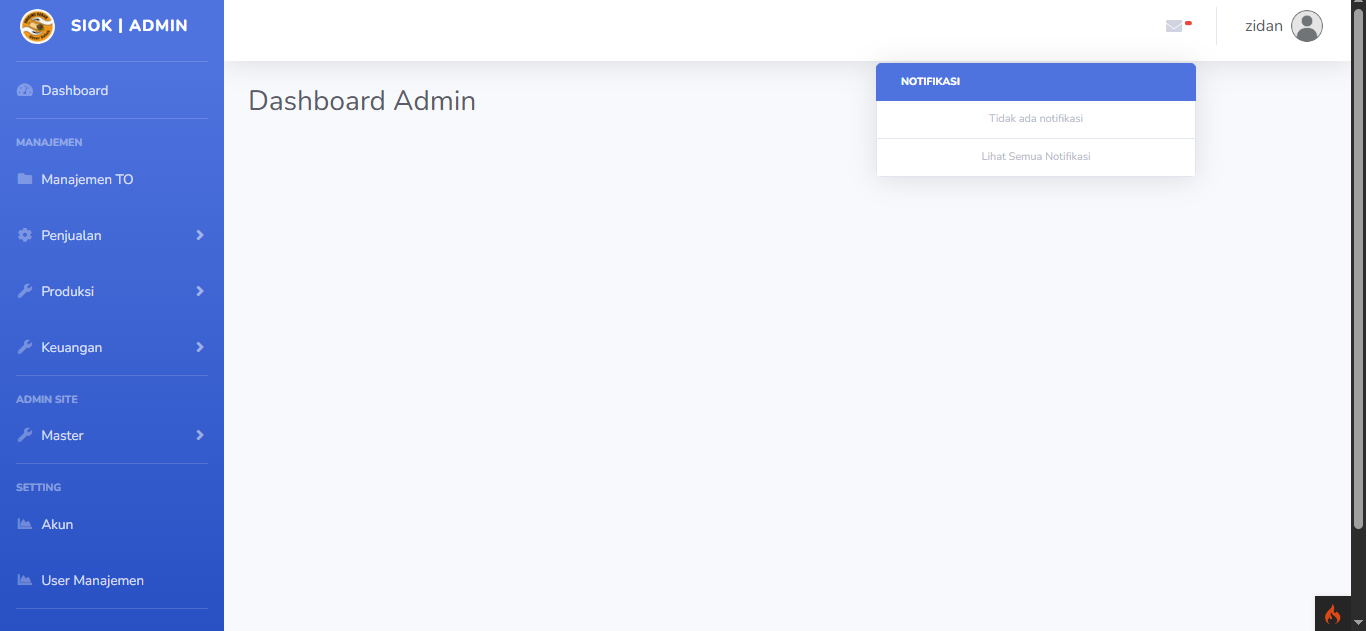 SIOK | ADMIN
zidan
Dashboard
MANAJEMEN
Manajemen TO
Penjualan
Produksi
Keuangan
ADMIN SITE
Master
SETTING
Akun
User Manajemen
Dashboard Admin
NOTIFIKASI
Tidak ada notifikasi
Lihat Semua Notifikasi